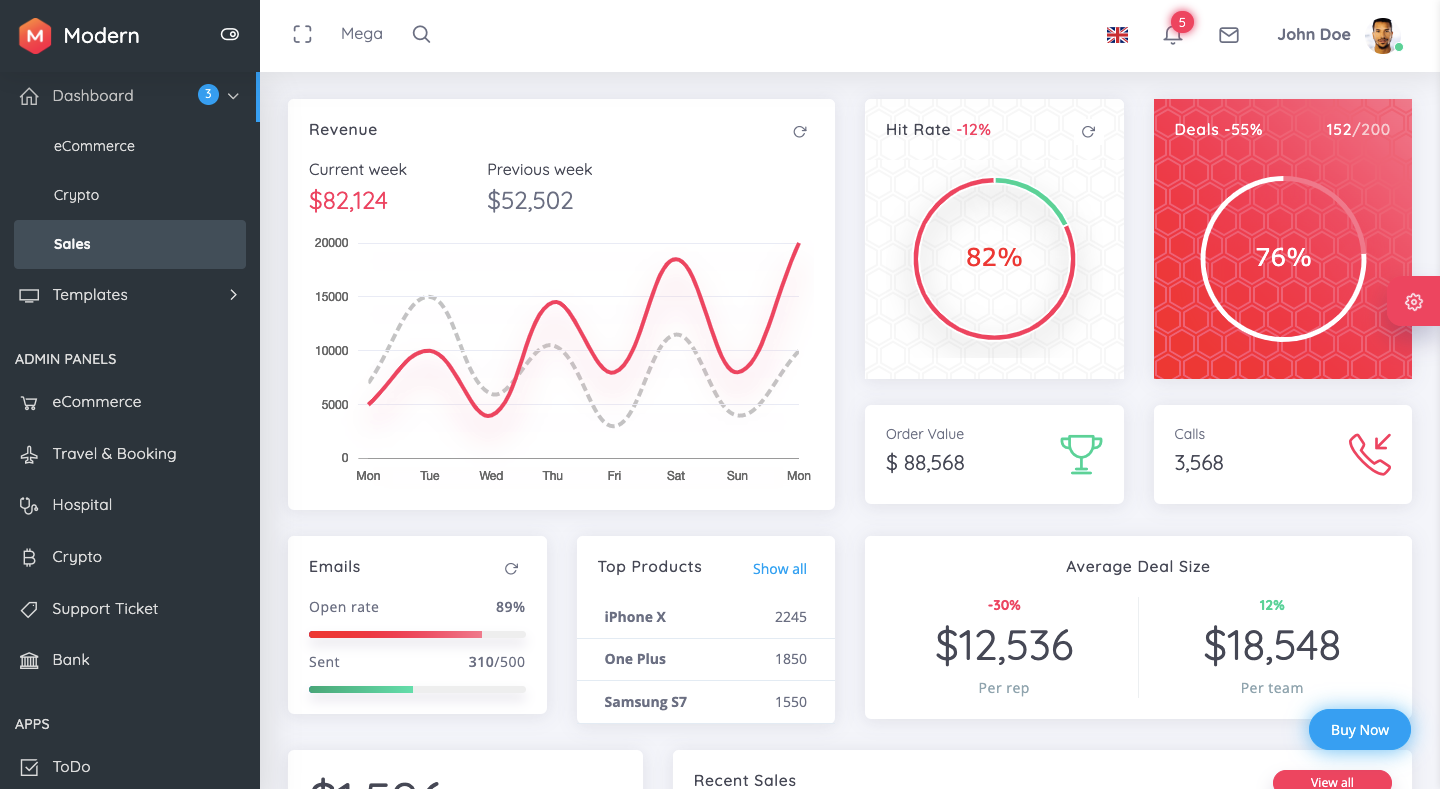 Modern
Mega
5
John Doe
Dashboard
3
eCommerce
Crypto
Sales
Templates
ADMIN PANELS
eCommerce
Travel & Booking
Hospital
Crypto
Support Ticket
Bank
APPS
ToDo
Revenue
Current week
Previous week
$82,124
$52,502
20000
15000
10000
5000
0
Mon Tue Wed Thu Fri Sat Sun Mon
Hit Rate -12%
82%
Deals -55%
152/200
76%
Order Value
$ 88,568
Calls
3,568
Emails
Open rate 89%
Sent 310/500
Top Products
Show all
iPhone X 2245
One Plus 1850
Samsung S7 1550
Average Deal Size
-30%
$12,536
Per rep
12%
$18,548
Per team
Buy Now
Recent Sales
View all